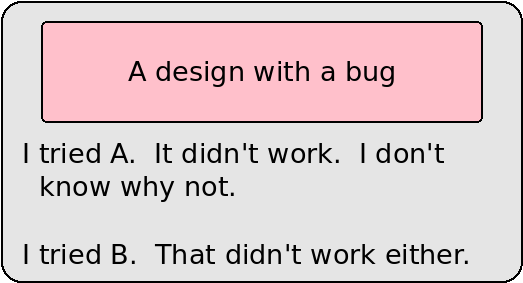 A design with a bug
I tried A.  It didn't work.  I don't
know why not.
I tried B.  That didn't work either.